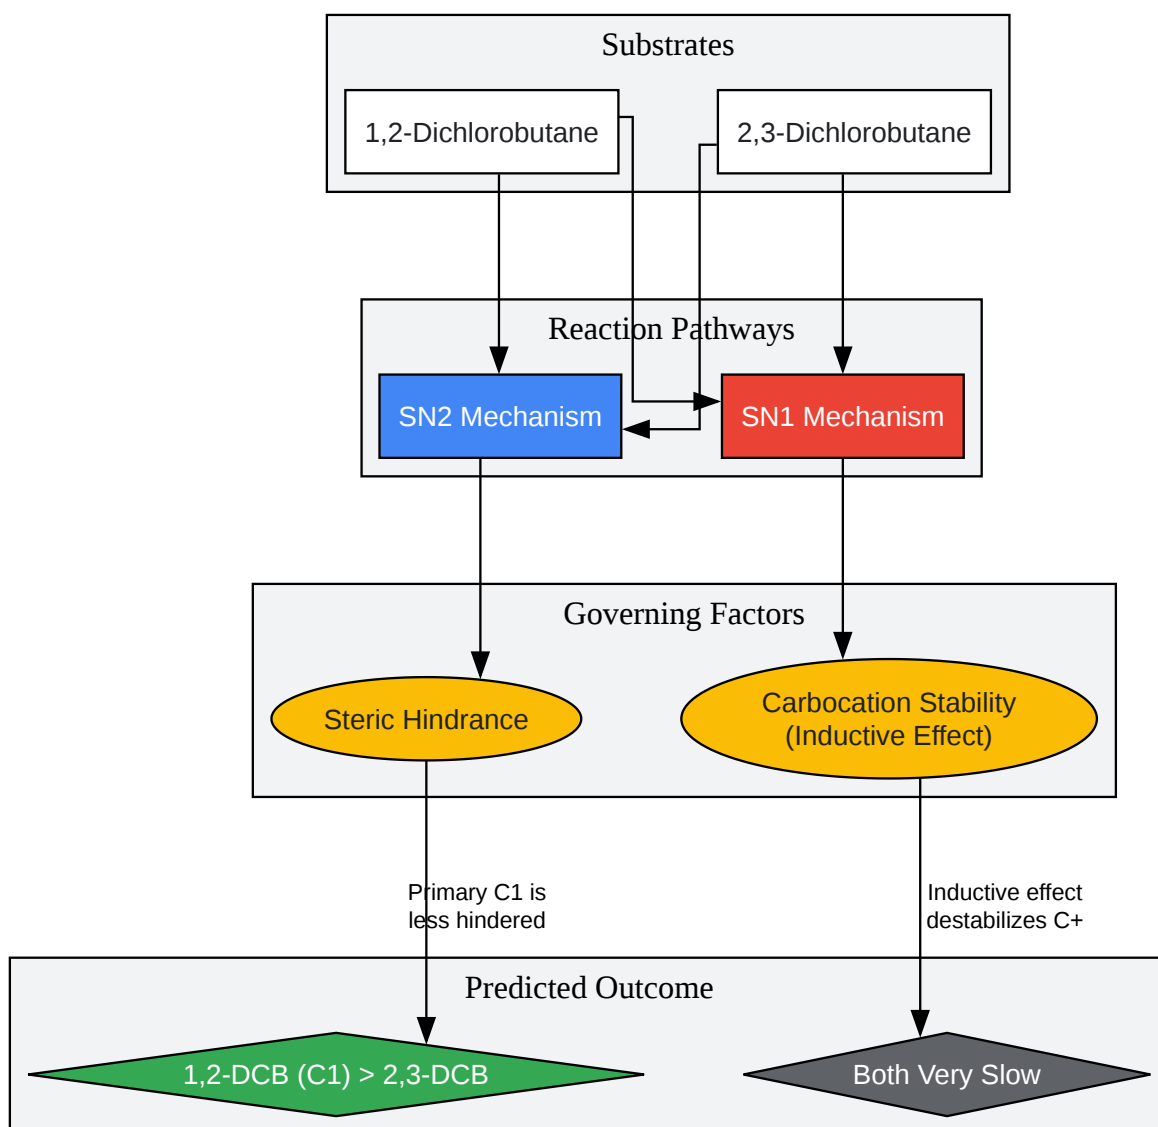 Substrates
1,2-Dichlorobutane
2,3-Dichlorobutane
Reaction Pathways
SN2 Mechanism
SN1 Mechanism
Governing Factors
Steric Hindrance
Carbocation Stability
(Inductive Effect)
Primary C1 is
less hindered
Inductive effect
destabilizes C+
Predicted Outcome
1,2-DCB (C1) > 2,3-DCB
Both Very Slow